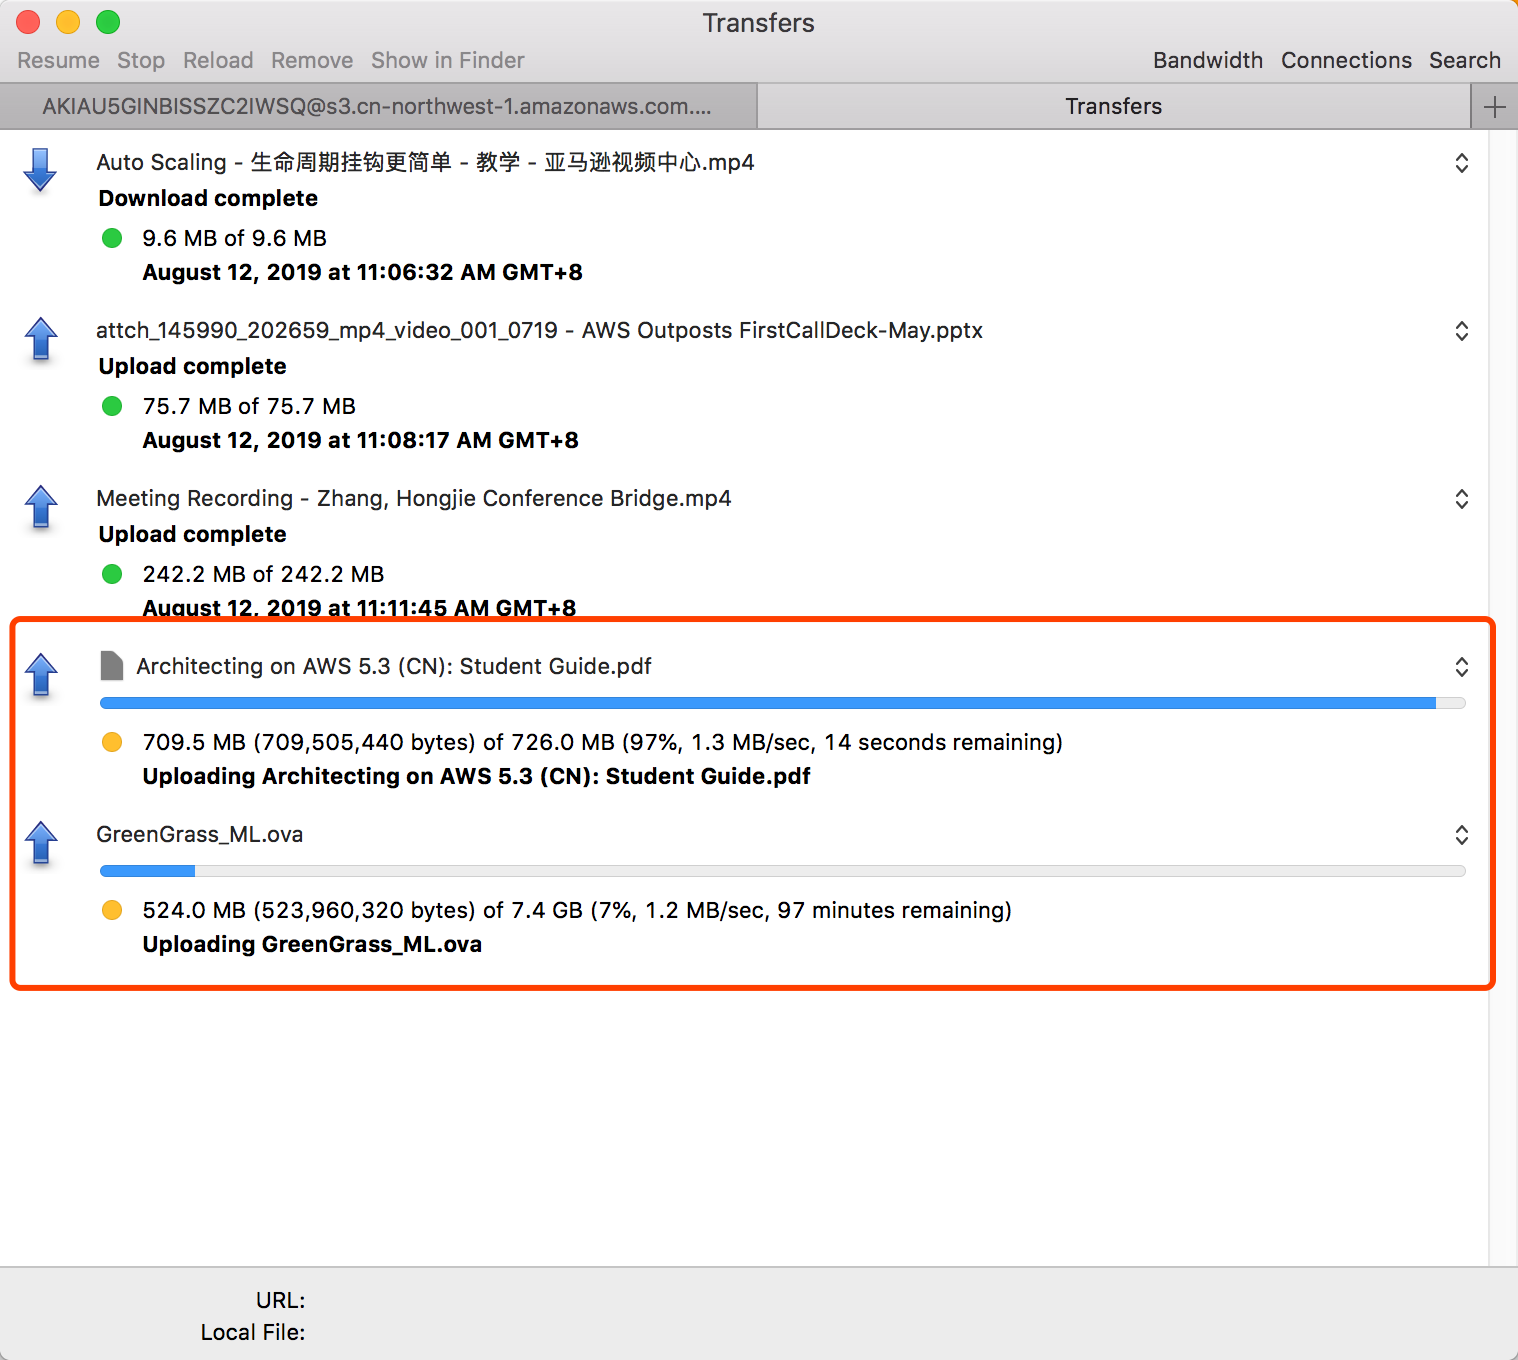 Transfers
Resume Stop Reload Remove Show in Finder Bandwidth Connections Search
AKIAU5GINBISSZC2IWSQ@s3.cn-northwest-1.amazonaws.com.... Transfers
Auto Scaling - 生命周期挂钩更简单 - 教学 - 亚马逊视频中心.mp4
Download complete
9.6 MB of 9.6 MB
August 12, 2019 at 11:06:32 AM GMT+8
attch_145990_202659_mp4_video_001_0719 - AWS Outposts FirstCallDeck-May.pptx
Upload complete
75.7 MB of 75.7 MB
August 12, 2019 at 11:08:17 AM GMT+8
Meeting Recording - Zhang, Hongjie Conference Bridge.mp4
Upload complete
242.2 MB of 242.2 MB
August 12, 2019 at 11:11:45 AM GMT+8
Architecting on AWS 5.3 (CN): Student Guide.pdf
709.5 MB (709,505,440 bytes) of 726.0 MB (97%, 1.3 MB/sec, 14 seconds remaining)
Uploading Architecting on AWS 5.3 (CN): Student Guide.pdf
GreenGrass_ML.ova
524.0 MB (523,960,320 bytes) of 7.4 GB (7%, 1.2 MB/sec, 97 minutes remaining)
Uploading GreenGrass_ML.ova
URL:
Local File: